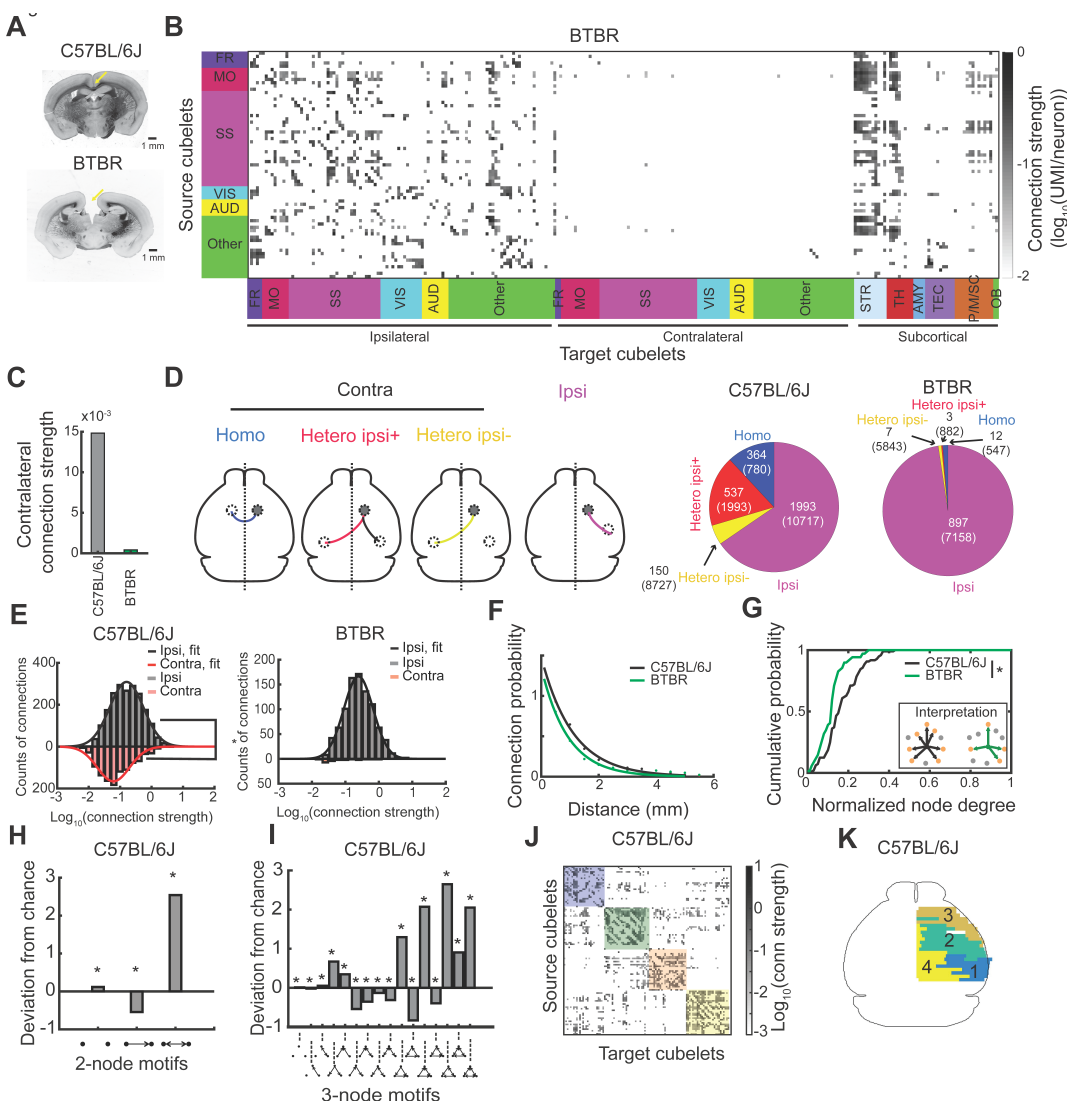 A
C57BL/6J
1 mm
BTBR
1 mm
B
BTBR
Source cubelets
FR
MO
SS
VIS
AUD
Other
FR
MO
SS
VIS
AUD
Other
FR
MO
SS
VIS
AUD
Other
STR
TH
AMY
TEC
P/M/SC
OB
Ipsilateral
Contralateral
Subcortical
Target cubelets
0
-1
-2
Connection strength
(log10(UMI/neuron))
C
x10-3
15
10
5
0
Contralateral
connection strength
C57BL/6J
BTBR
D
Contra
Ipsi
Homo
Hetero ipsi+
Hetero ipsi-
C57BL/6J
Homo
364
(780)
Hetero ipsi+
537
(1993)
1993
(10717)
150
(8727)
Hetero ipsi-
Ipsi
BTBR
Hetero ipsi+
3
(882)
Hetero ipsi-
7
(5843)
Homo
12
(547)
897
(7158)
Ipsi
E
C57BL/6J
Ipsi, fit
Contra, fit
Ipsi
Contra
400
200
0
200
Counts of connections
-3
-2
-1
0
1
2
Log10(connection strength)
*
BTBR
Ipsi, fit
Ipsi
Contra
200
150
100
50
0
50
Counts of connections
-3
-2
-1
0
1
2
Log10(connection strength)
F
C57BL/6J
BTBR
1
0
Connection probability
0
2
4
6
Distance (mm)
G
C57BL/6J
BTBR
*
Interpretation
1
0.5
0
Cumulative probability
0
0.2
0.4
0.6
0.8
1
Normalized node degree
H
C57BL/6J
3
2
1
0
-1
Deviation from chance
* * *
2-node motifs
I
C57BL/6J
3
2
1
0
-1
Deviation from chance
* * * * * * * * * * * * * * * *
3-node motifs
J
C57BL/6J
Source cubelets
Target cubelets
1
0
-1
-2
-3
Log10(conn strength)
K
C57BL/6J
3
2
4
1